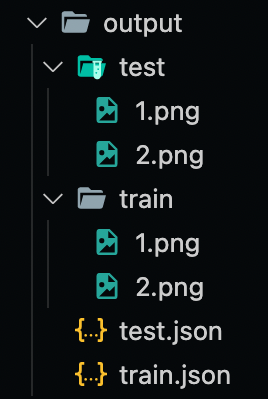 output
test
1.png
2.png
train
1.png
2.png
{...} test.json
{...} train.json